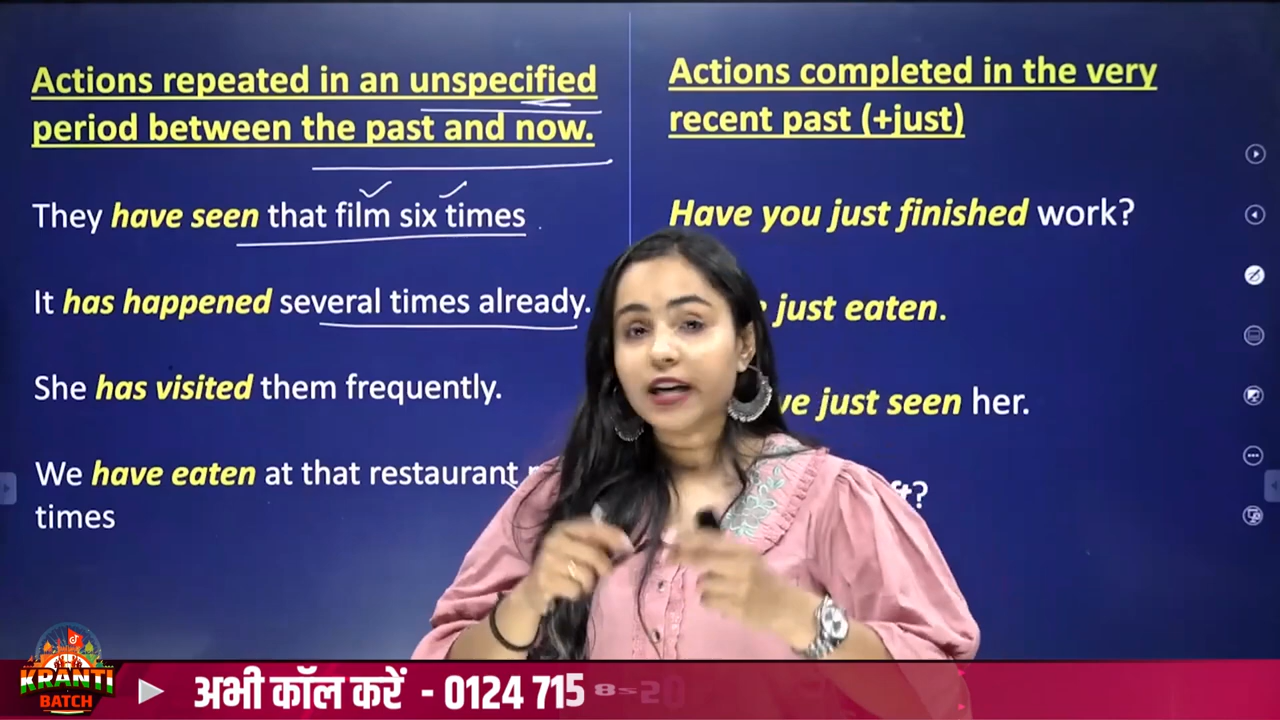 Actions repeated in an unspecified
period between the past and now.
They have seen that film six times
It has happened several times already.
She has visited them frequently.
We have eaten at that restaurant
times
Actions completed in the very
recent past (+just)
Have you just finished work?
just eaten.
just seen her.
KRANTI
BATCH
अभी कॉल करें - 0124 715